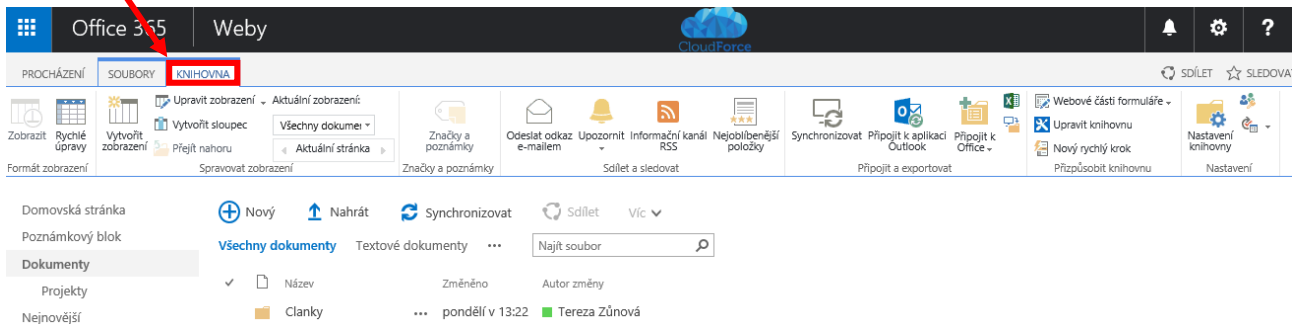 Office 365 Weby
CloudForce
?
PROCHÁZENÍ SOUBORY KNIHOVNA SDÍLET SLEDOVA
Upravit zobrazení Aktuální zobrazení: Webové části formuláře
Vytvořit sloupec Všechny dokumer Upravit knihovnu
Přejít nahoru Aktuální stránka Nový rychlý krok
Zobrazit Rychlé úpravy Vytvořit zobrazení Značky a poznámky Odeslat odkaz e-mailem Upozornit Informační kanál RSS Nejoblíbenější položky Synchronizovat Připojit k aplikaci Outlook Připojit k Office Nastavení knihovny
Formát zobrazení Spravovat zobrazení Značky a poznámky Sdílet a sledovat Připojit a exportovat Přizpůsobit knihovnu Nastavení
Domovská stránka
Poznámkový blok
Dokumenty
Projekty
Nejnovější
Nový Nahrát Synchronizovat Sdílet Víc
Všechny dokumenty Textové dokumenty ••• Najít soubor
Název Změněno Autor změny
Clanky ••• pondělí v 13:22 Tereza Zůnová